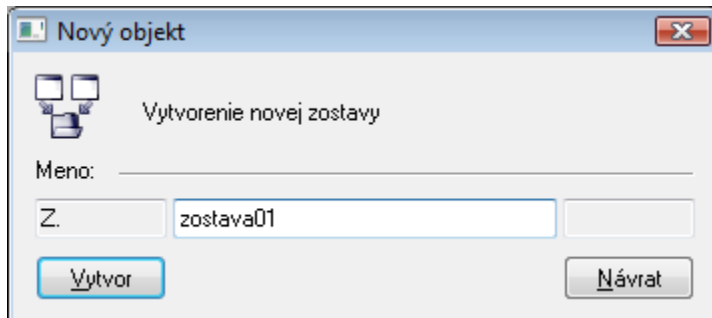 Nový objekt
Vytvorenie novej zostavy
Meno:
Z. zostava01
Vytvor Návrat